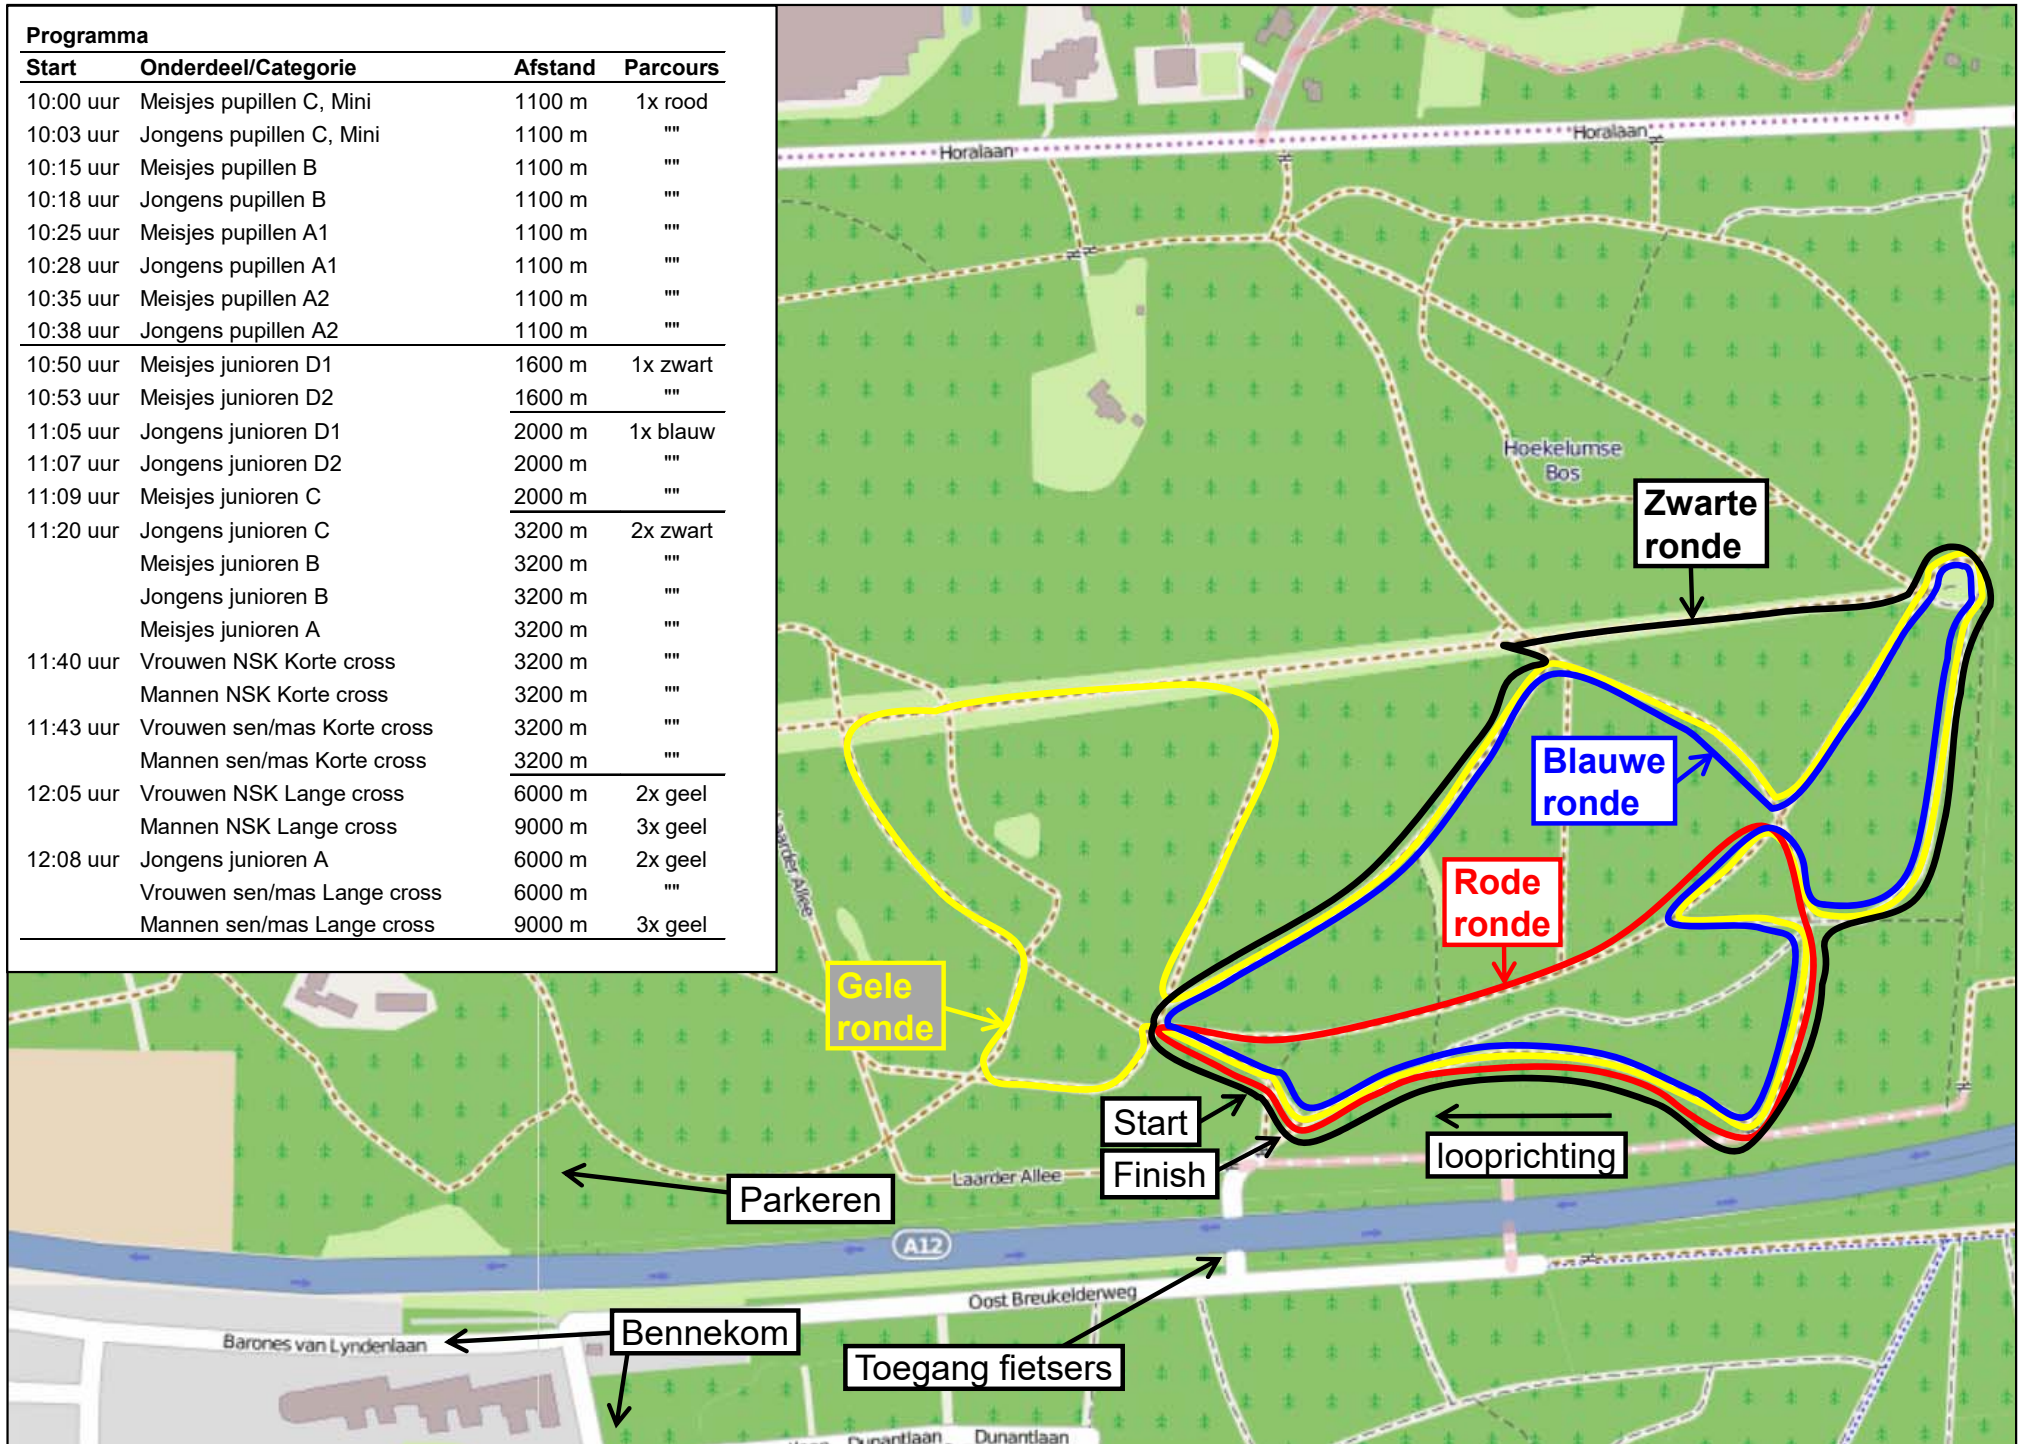 Programma
Start Onderdeel/Categorie Afstand Parcours
10:00 uur Meisjes pupillen C, Mini 1100 m 1x rood
10:03 uur Jongens pupillen C, Mini 1100 m ""
10:15 uur Meisjes pupillen B 1100 m ""
10:18 uur Jongens pupillen B 1100 m ""
10:25 uur Meisjes pupillen A1 1100 m ""
10:28 uur Jongens pupillen A1 1100 m ""
10:35 uur Meisjes pupillen A2 1100 m ""
10:38 uur Jongens pupillen A2 1100 m ""
10:50 uur Meisjes junioren D1 1600 m 1x zwart
10:53 uur Meisjes junioren D2 1600 m ""
11:05 uur Jongens junioren D1 2000 m 1x blauw
11:07 uur Jongens junioren D2 2000 m ""
11:09 uur Meisjes junioren C 2000 m ""
11:20 uur Jongens junioren C 3200 m 2x zwart
Meisjes junioren B 3200 m ""
Jongens junioren B 3200 m ""
Meisjes junioren A 3200 m ""
11:40 uur Vrouwen NSK Korte cross 3200 m ""
Mannen NSK Korte cross 3200 m ""
11:43 uur Vrouwen sen/mas Korte cross 3200 m ""
Mannen sen/mas Korte cross 3200 m ""
12:05 uur Vrouwen NSK Lange cross 6000 m 2x geel
Mannen NSK Lange cross 9000 m 3x geel
12:08 uur Jongens junioren A 6000 m 2x geel
Vrouwen sen/mas Lange cross 6000 m ""
Mannen sen/mas Lange cross 9000 m 3x geel
Horalaan
Horalaan
Hoekelumse
Bos
Zwarte
ronde
Blauwe
ronde
Rode
ronde
Gele
ronde
Start
Finish
looprichting
Parkeren
Laarder Allee
A12
Oost Breukelderweg
Barones van Lyndenlaan
Bennekom
Toegang fietsers
Dunantlaan
Dunantlaan